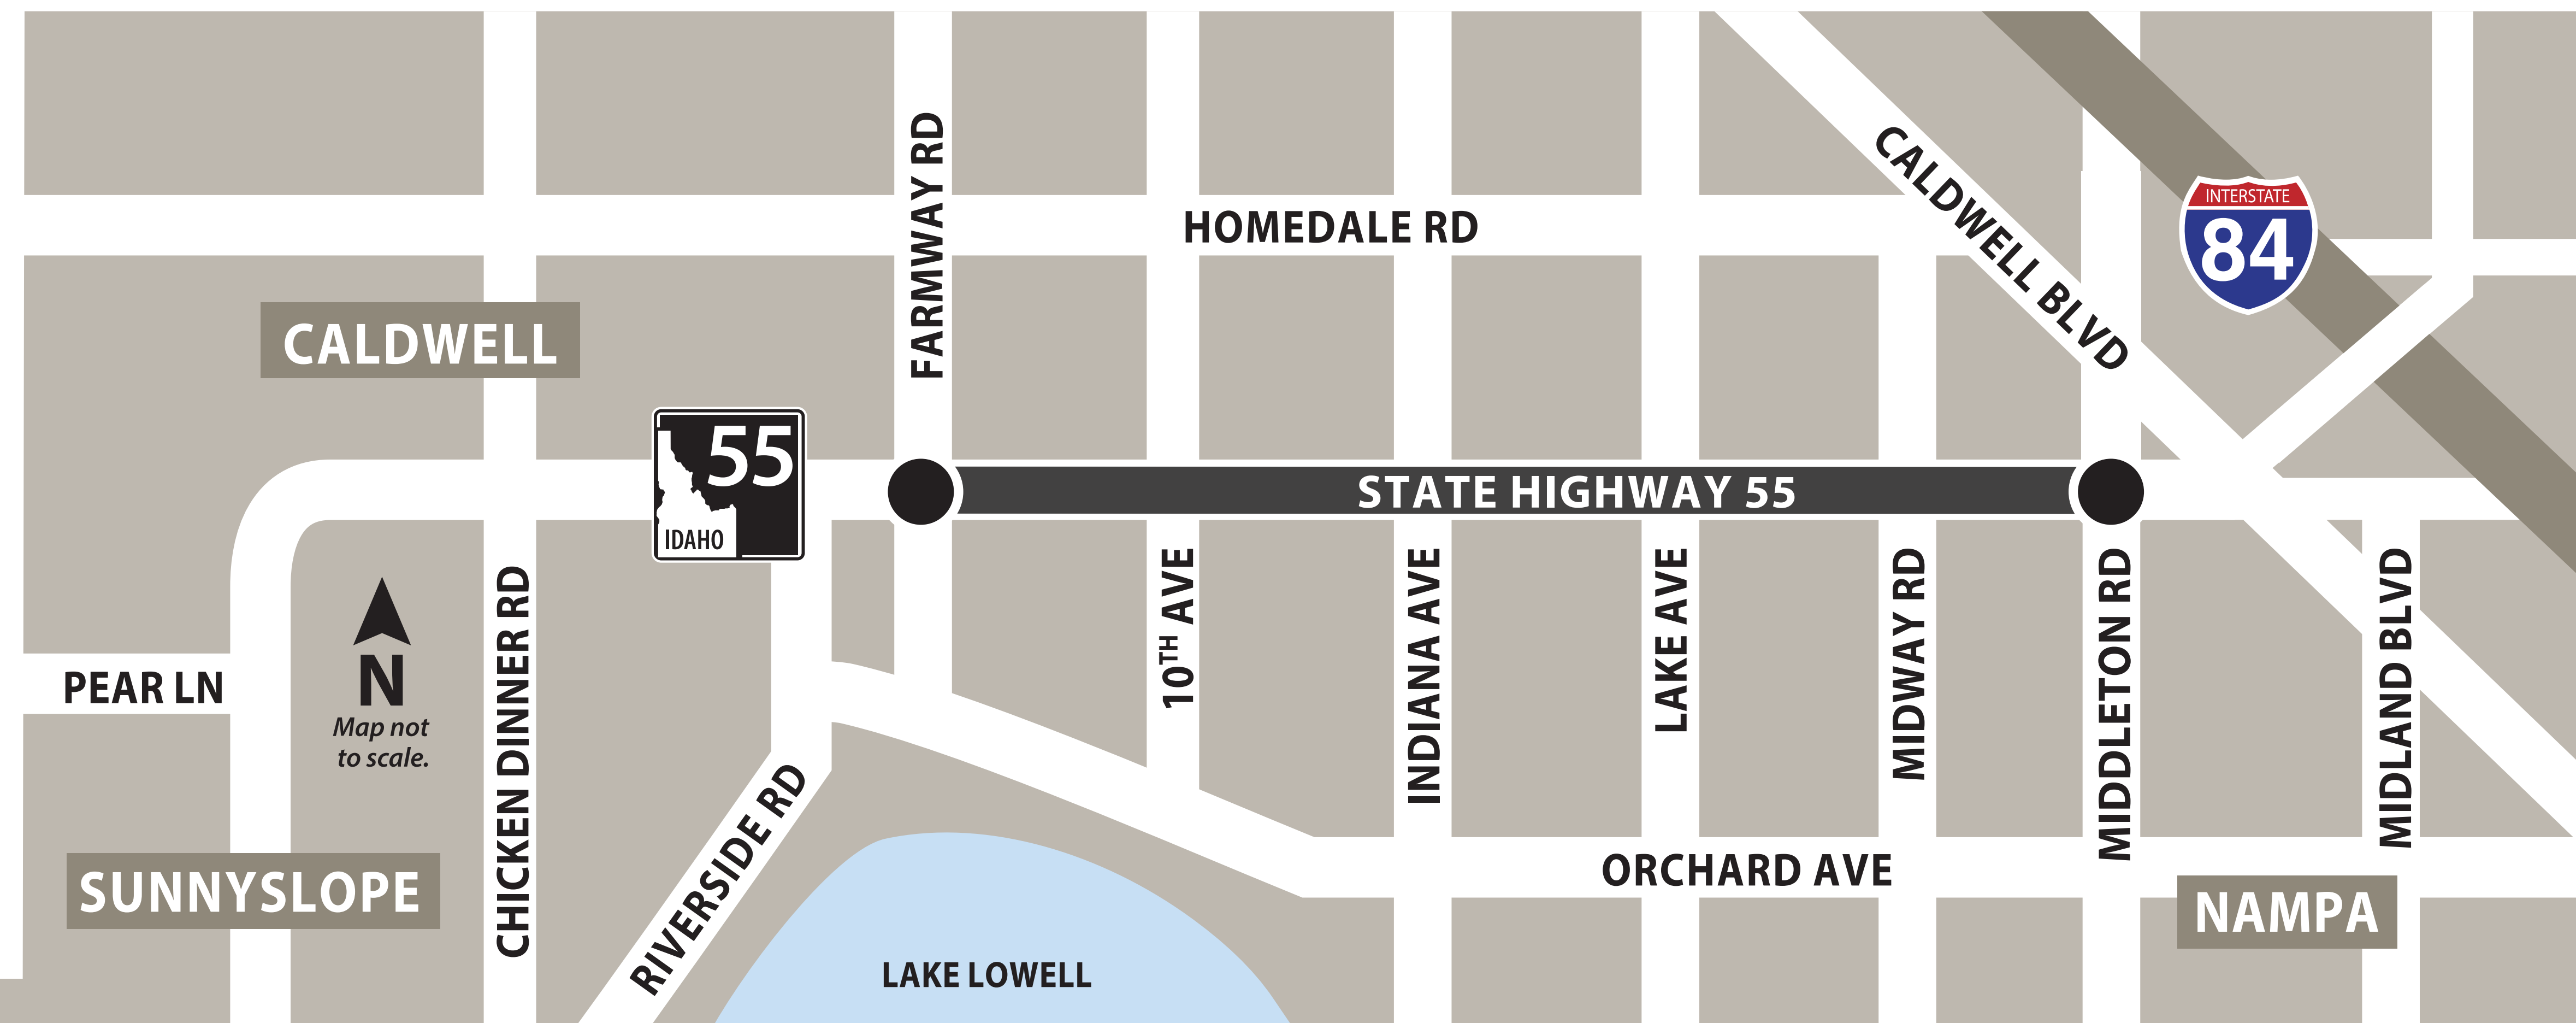 FARMWAY RD
HOMEDALE RD
CALDWELL BLVD
INTERSTATE
84
CALDWELL
55
IDAHO
STATE HIGHWAY 55
PEAR LN
N
Map not
to scale.
CHICKEN DINNER RD
10TH AVE
INDIANA AVE
LAKE AVE
MIDWAY RD
MIDDLETON RD
MIDLAND BLVD
RIVERSIDE RD
ORCHARD AVE
SUNNYSLOPE
NAMPA
LAKE LOWELL